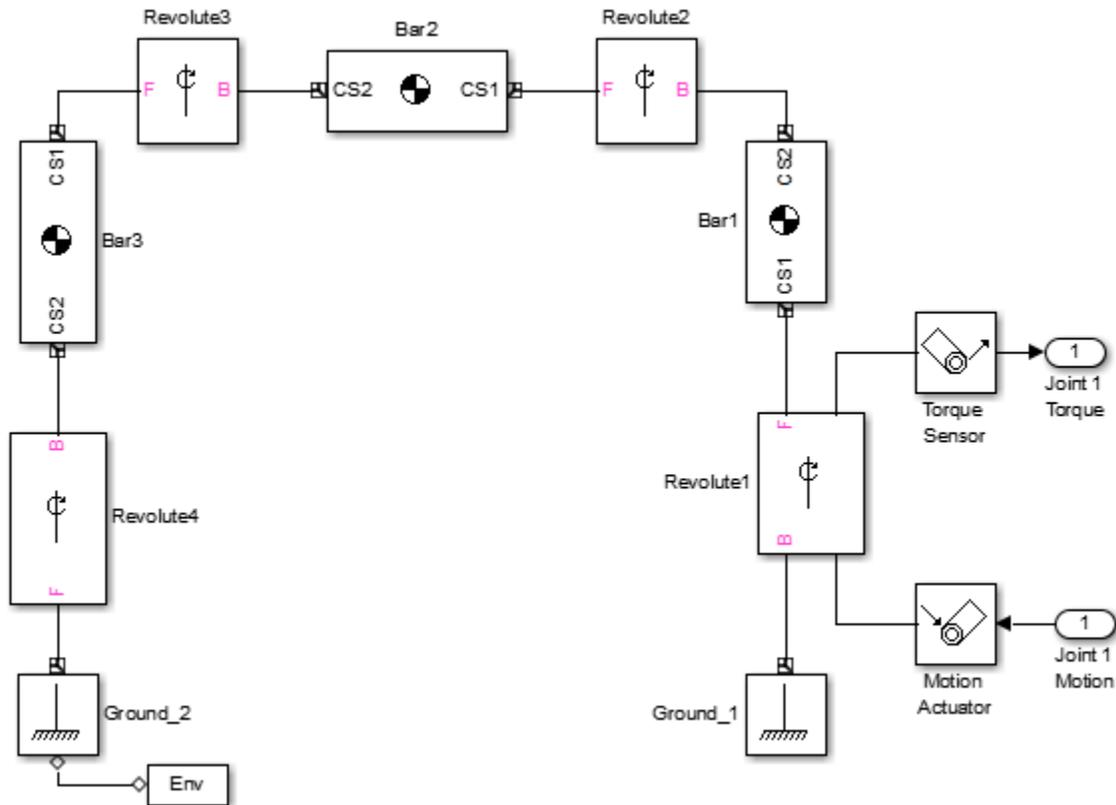 Revolute3
Revolute2
Bar2
F
B
CS2
CS1
F
B
CS1
CS2
Bar3
CS2
Bar1
CS1
Torque
Sensor
1
Joint 1
Torque
B
Revolute4
F
F
Revolute1
B
Motion
Actuator
1
Joint 1
Motion
Ground_2
Ground_1
Env